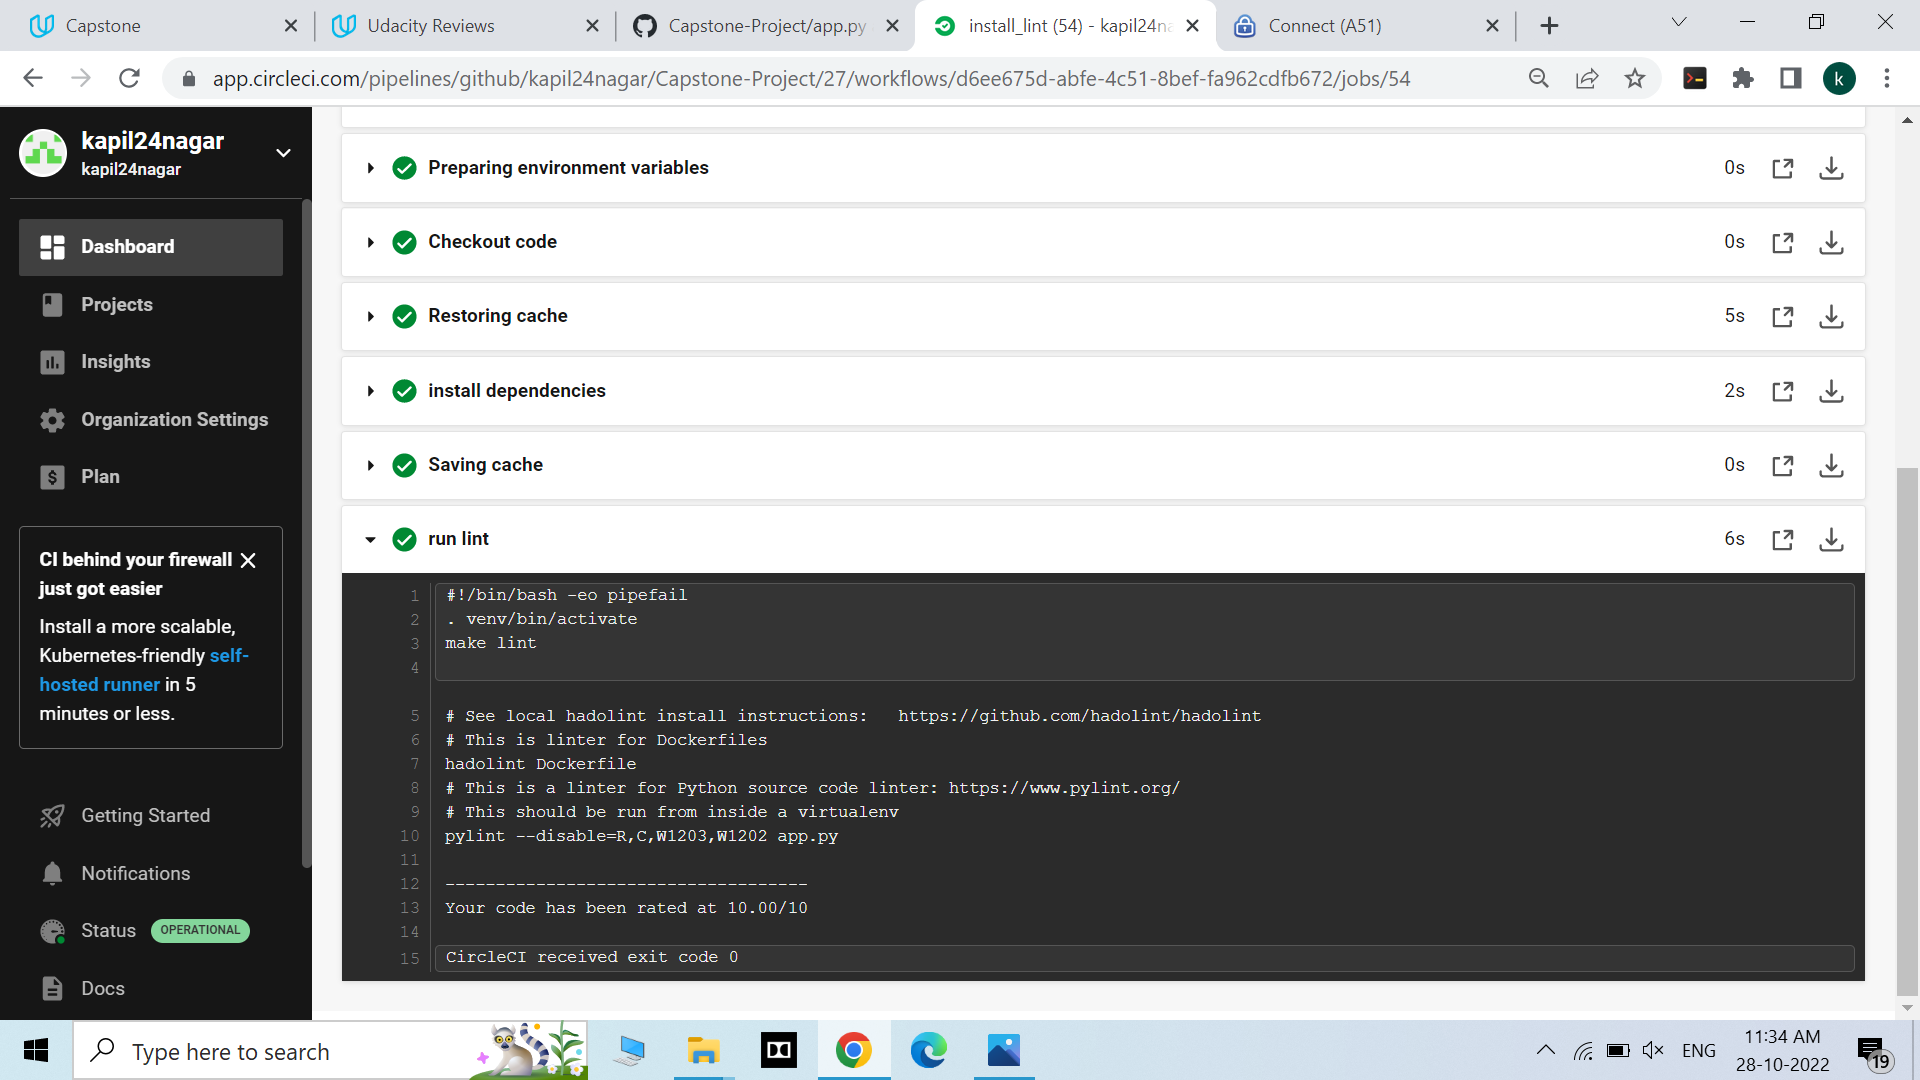 Capstone
Udacity Reviews
Capstone-Project/app.py
install_lint (54) - kapil24na
Connect (A51)
app.circleci.com/pipelines/github/kapil24nagar/Capstone-Project/27/workflows/d6ee675d-abfe-4c51-8bef-fa962cdfb672/jobs/54
k
kapil24nagar
kapil24nagar
Dashboard
Projects
Insights
Organization Settings
Plan
CI behind your firewall
just got easier
Install a more scalable,
Kubernetes-friendly self-
hosted runner in 5
minutes or less.
Getting Started
Notifications
Status OPERATIONAL
Docs
Preparing environment variables 0s
Checkout code 0s
Restoring cache 5s
install dependencies 2s
Saving cache 0s
run lint 6s
1 #!/bin/bash -eo pipefail
2 . venv/bin/activate
3 make lint
4
5 # See local hadolint install instructions:   https://github.com/hadolint/hadolint
6 # This is linter for Dockerfiles
7 hadolint Dockerfile
8 # This is a linter for Python source code linter: https://www.pylint.org/
9 # This should be run from inside a virtualenv
10 pylint --disable=R,C,W1203,W1202 app.py
11
12 ------------------------------------
13 Your code has been rated at 10.00/10
14
15 CircleCI received exit code 0
Type here to search
ENG
11:34 AM
28-10-2022
19